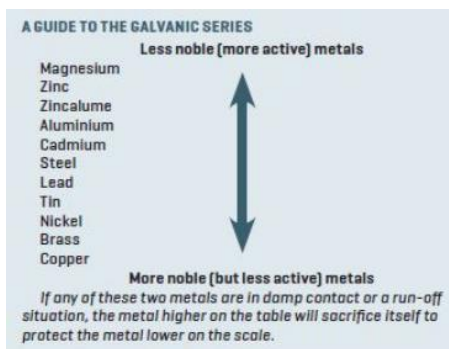 A GUIDE TO THE GALVANIC SERIES
Less noble (more active) metals
Magnesium
Zinc
Zincalume
Aluminium
Cadmium
Steel
Lead
Tin
Nickel
Brass
Copper
More noble (but less active) metals
If any of these two metals are in damp contact or a run-off
situation, the metal higher on the table will sacrifice itself to
protect the metal lower on the scale.